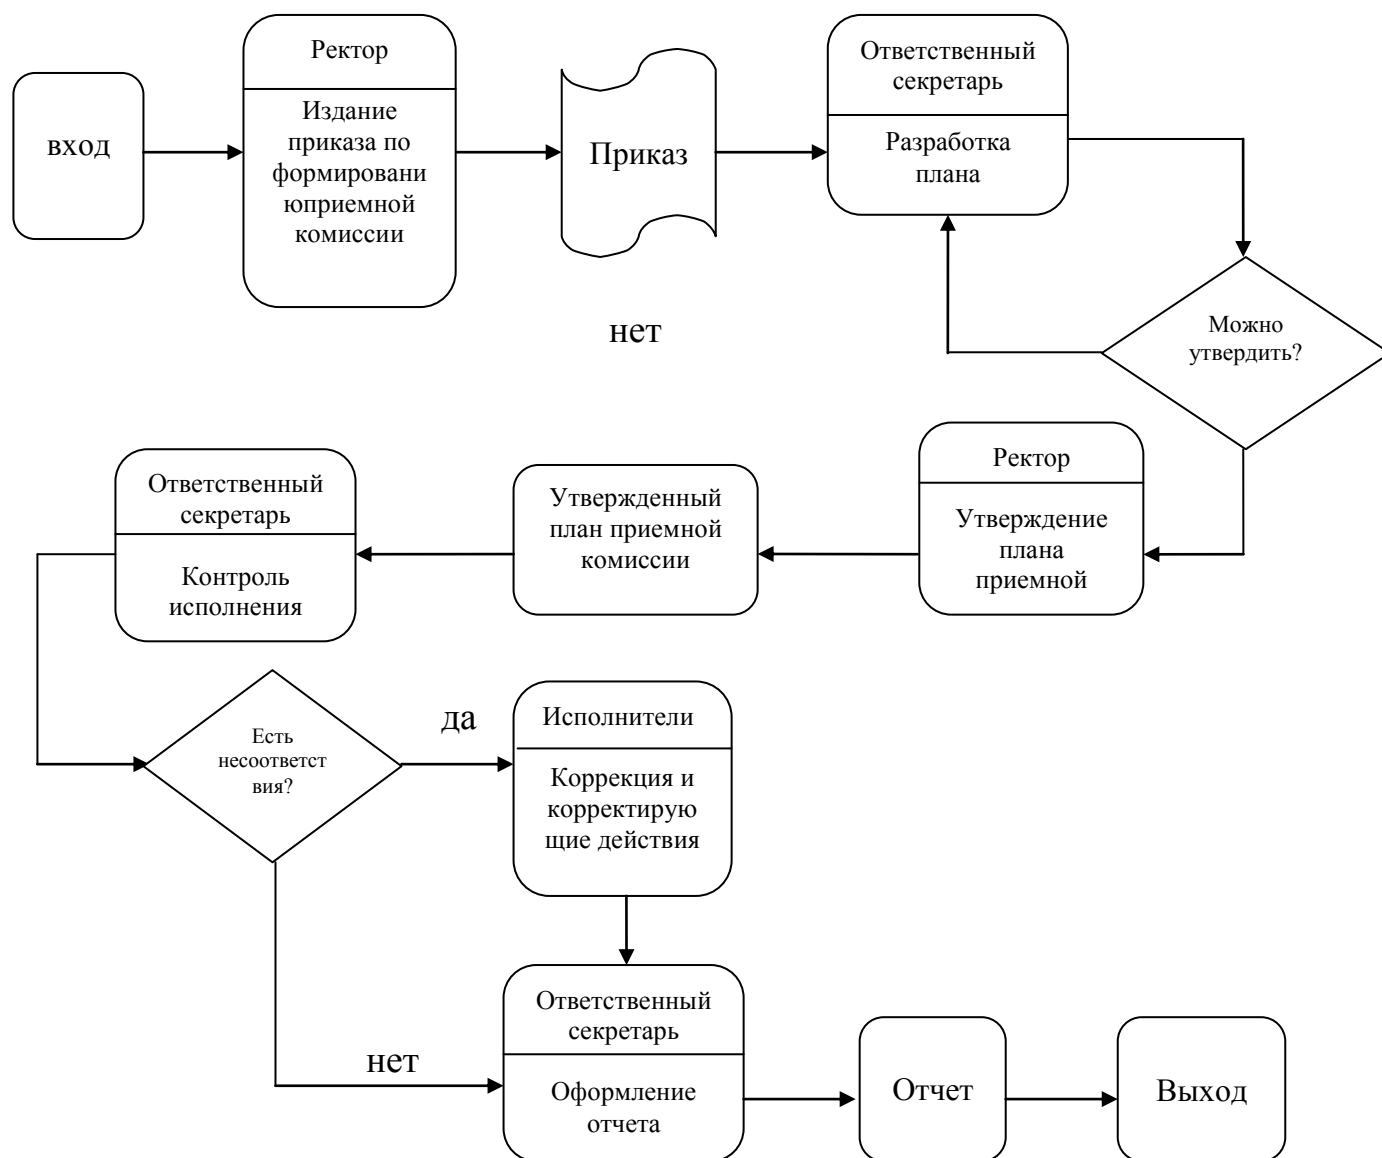 вход
Ректор
Издание
приказа по
формировани
юприемной
комиссии
Приказ
Ответственный
секретарь
Разработка
плана
нет
Можно
утвердить?
Ответственный
секретарь
Контроль
исполнения
Утвержденный
план приемной
комиссии
Ректор
Утверждение
плана
приемной
Есть
несоответст
вия?
да
Исполнители
Коррекция и
корректирую
щие действия
нет
Ответственный
секретарь
Оформление
отчета
Отчет
Выход